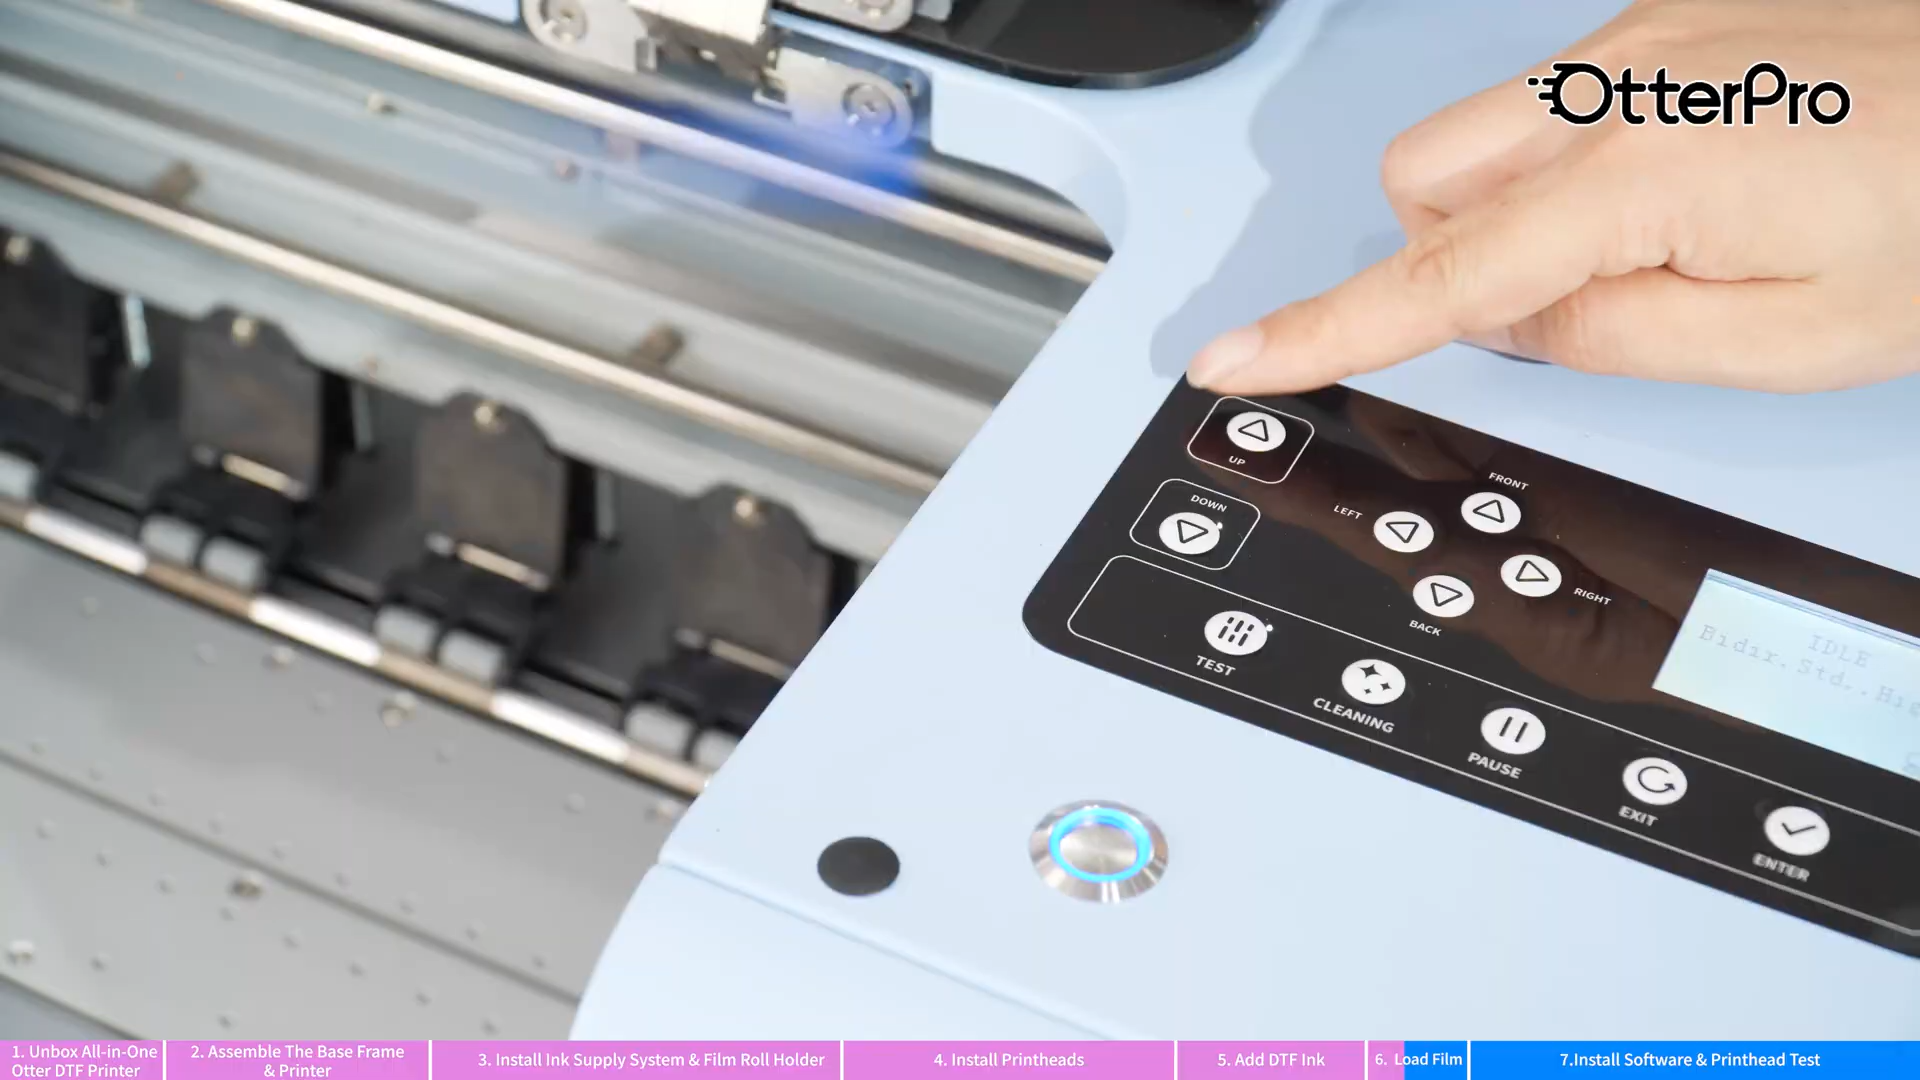 OtterPro
UP
DOWN
FRONT
LEFT
RIGHT
BACK
IDLE
Bidir.Std..
TEST
CLEANING
PAUSE
EXIT
ENTER
1. Unbox All-in-One
Otter DTF Printer
2. Assemble The Base Frame
& Printer
3. Install Ink Supply System & Film Roll Holder
4. Install Printheads
5. Add DTF Ink
6. Load Film
7.Install Software & Printhead Test